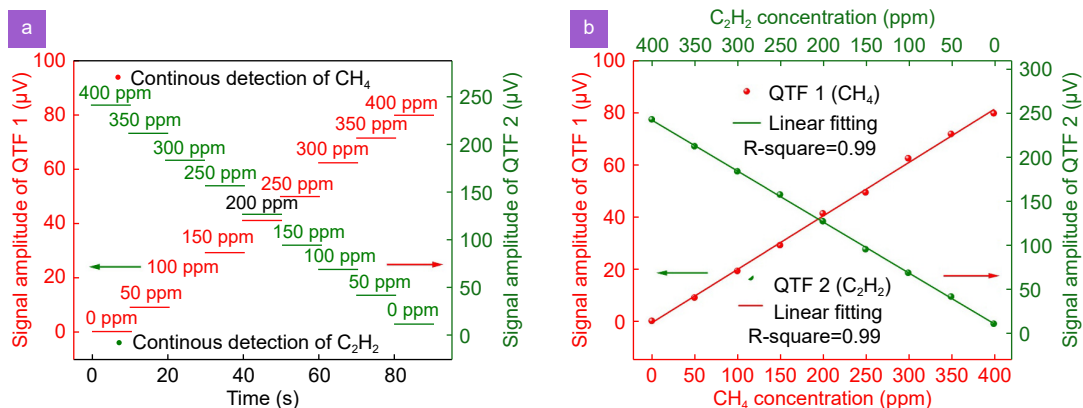 a
Signal amplitude of QTF 1 (μV)
100
80
60
40
20
0
Continous detection of CH₄
400 ppm
350 ppm
300 ppm
250 ppm
200 ppm
150 ppm
100 ppm
50 ppm
0 ppm
400 ppm
350 ppm
300 ppm
250 ppm
150 ppm
100 ppm
50 ppm
0 ppm
Continous detection of C₂H₂
0 20 40 60 80
Time (s)
250
200
150
100
50
0
Signal amplitude of QTF 2 (μV)
b
C₂H₂ concentration (ppm)
400 350 300 250 200 150 100 50 0
Signal amplitude of QTF 1 (μV)
100
80
60
40
20
0
QTF 1 (CH₄)
Linear fitting
R-square=0.99
QTF 2 (C₂H₂)
Linear fitting
R-square=0.99
300
250
200
150
100
50
0
Signal amplitude of QTF 2 (μV)
0 50 100 150 200 250 300 350 400
CH₄ concentration (ppm)